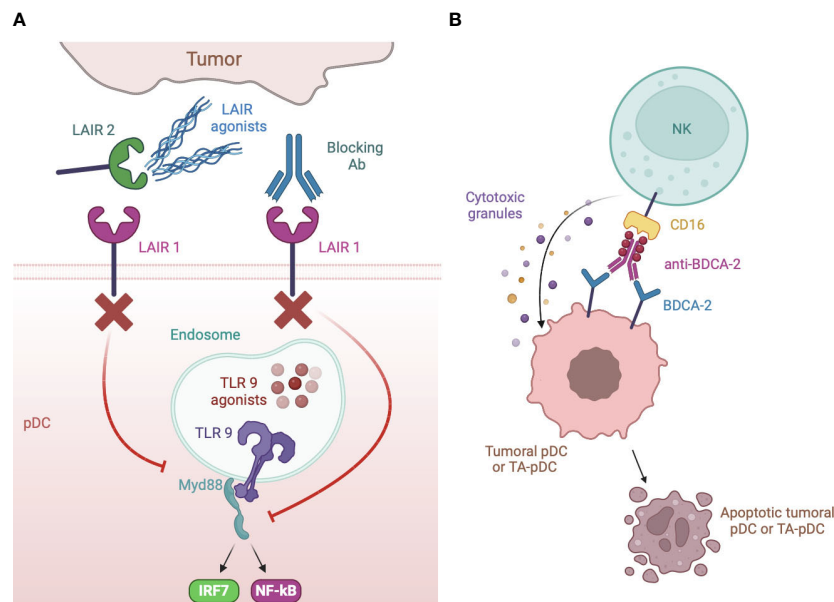 A
Tumor
LAIR 2
LAIR
agonists
Blocking
Ab
LAIR 1
LAIR 1
Endosome
TLR 9
agonists
pDC
TLR 9
Myd88
IRF7
NF-kB
B
NK
Cytotoxic
granules
CD16
anti-BDCA-2
BDCA-2
Tumoral pDC
or TA-pDC
Apoptotic tumoral
pDC or TA-pDC